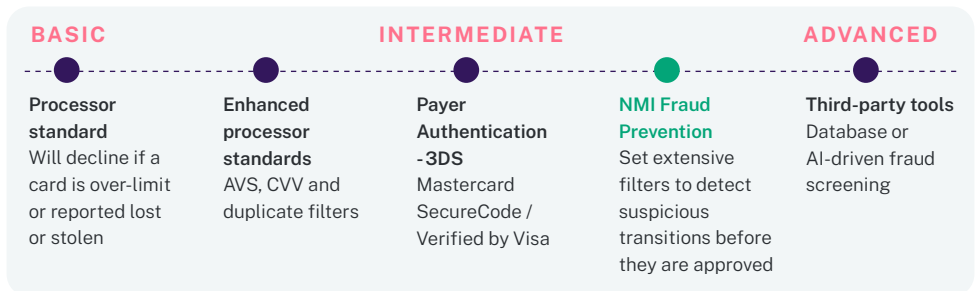 BASIC
INTERMEDIATE
ADVANCED
Processor
standard
Will decline if a
card is over-limit
or reported lost
or stolen
Enhanced
processor
standards
AVS, CVV and
duplicate filters
Payer
Authentication
- 3DS
Mastercard
SecureCode /
Verified by Visa
NMI Fraud
Prevention
Set extensive
filters to detect
suspicious
transitions before
they are approved
Third-party tools
Database or
AI-driven fraud
screening